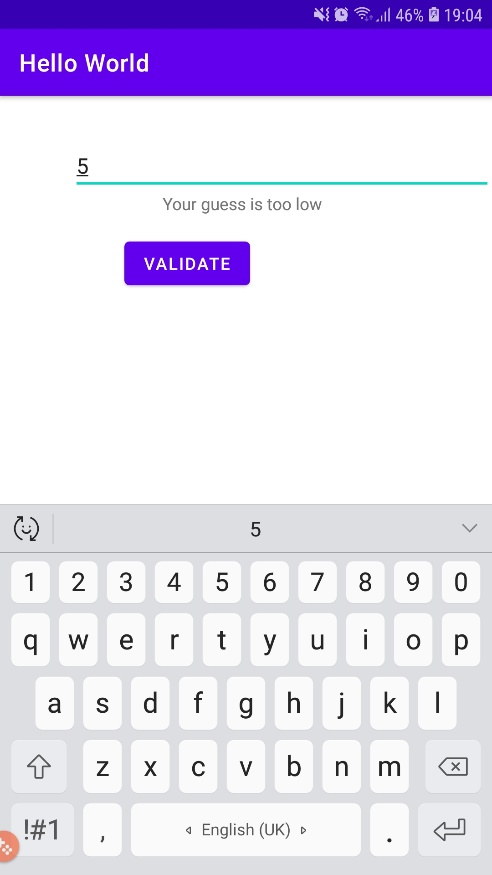 46% 19:04
Hello World
5
Your guess is too low
VALIDATE
5
1 2 3 4 5 6 7 8 9 0
q w e r t y u i o p
a s d f g h j k l
z x c v b n m
!#1 , English (UK) .